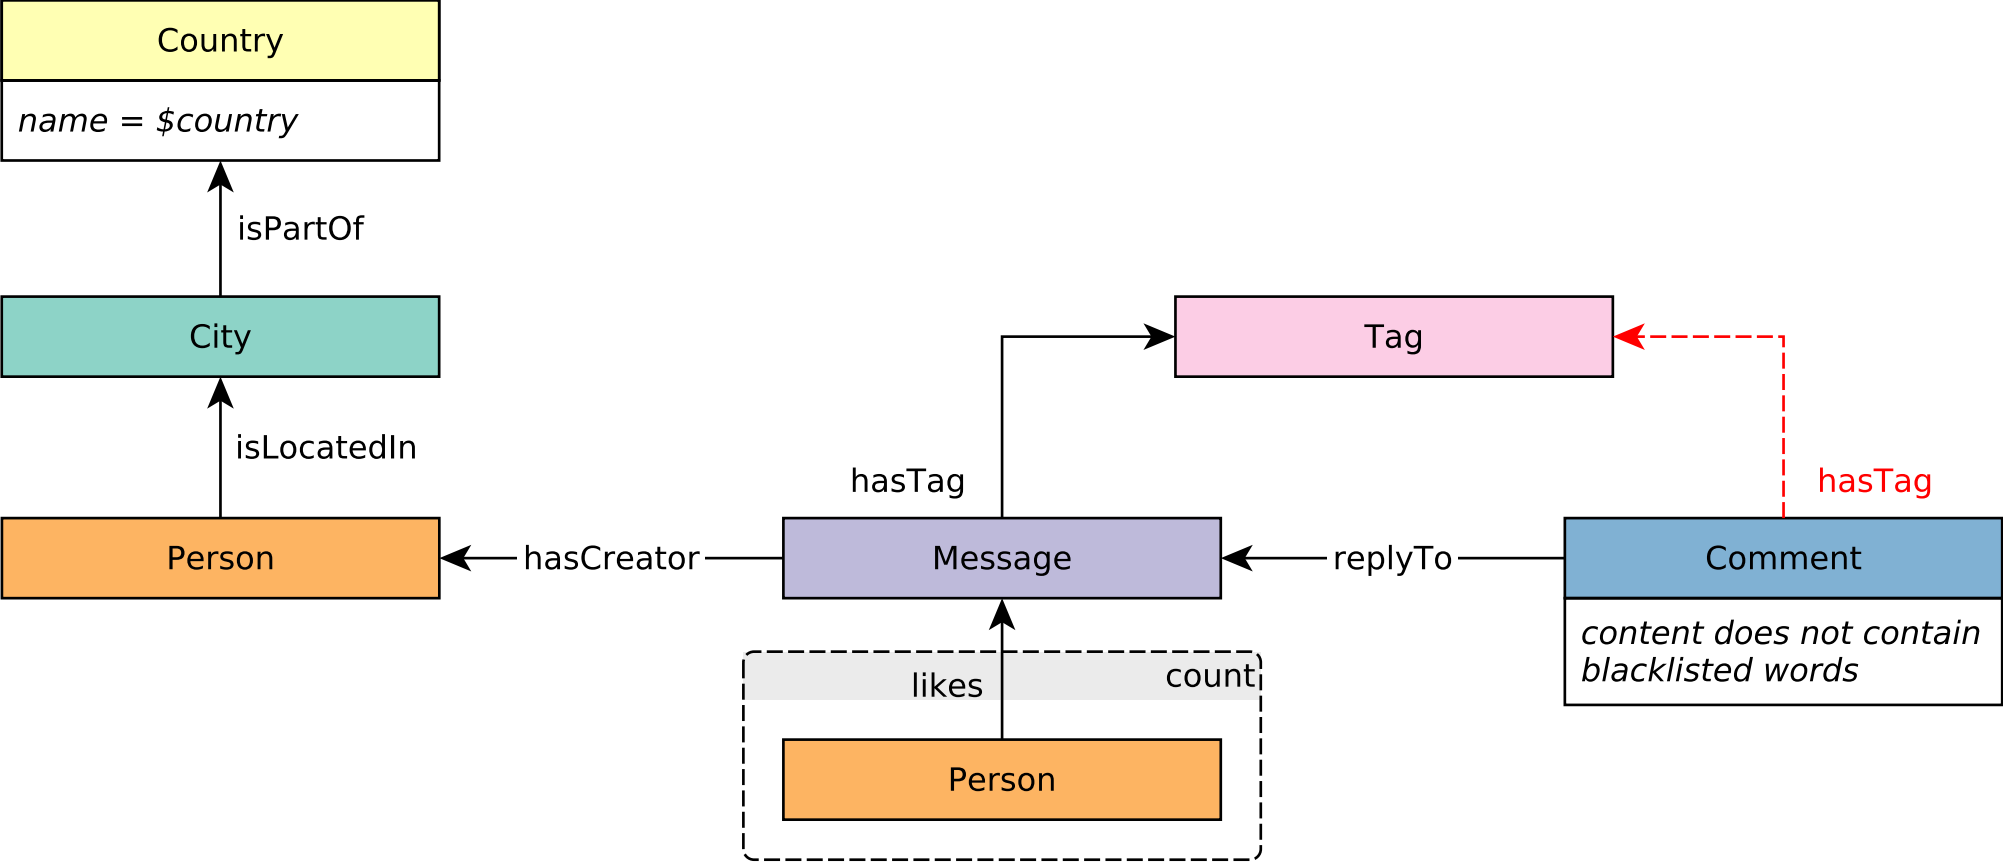 Country
name = $country
isPartOf
City
Tag
isLocatedIn
hasTag
hasTag
Person
hasCreator
Message
replyTo
Comment
content does not contain
blacklisted words
likes
count
Person